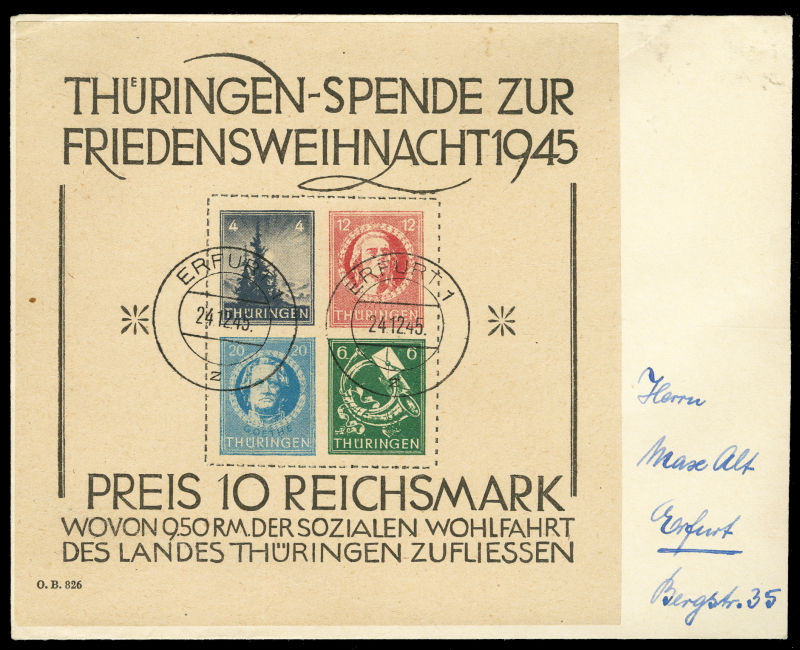 THÜRINGEN-SPENDE ZUR
FRIEDENSWEIHNACHT 1945
4 4
THÜRINGEN
12 12
THÜRINGEN
ERFURT 1
24.12.45.
z
ERFURT 1
24.12.45.
z
20 20
GOETHE
THÜRINGEN
6 6
THÜRINGEN
PREIS 10 REICHSMARK
WOVON 9.50 RM. DER SOZIALEN WOHLFAHRT
DES LANDES THÜRINGEN ZUFLIESSEN
O. B. 826
Herrn
Max Alt
Erfurt
Bergstr. 35